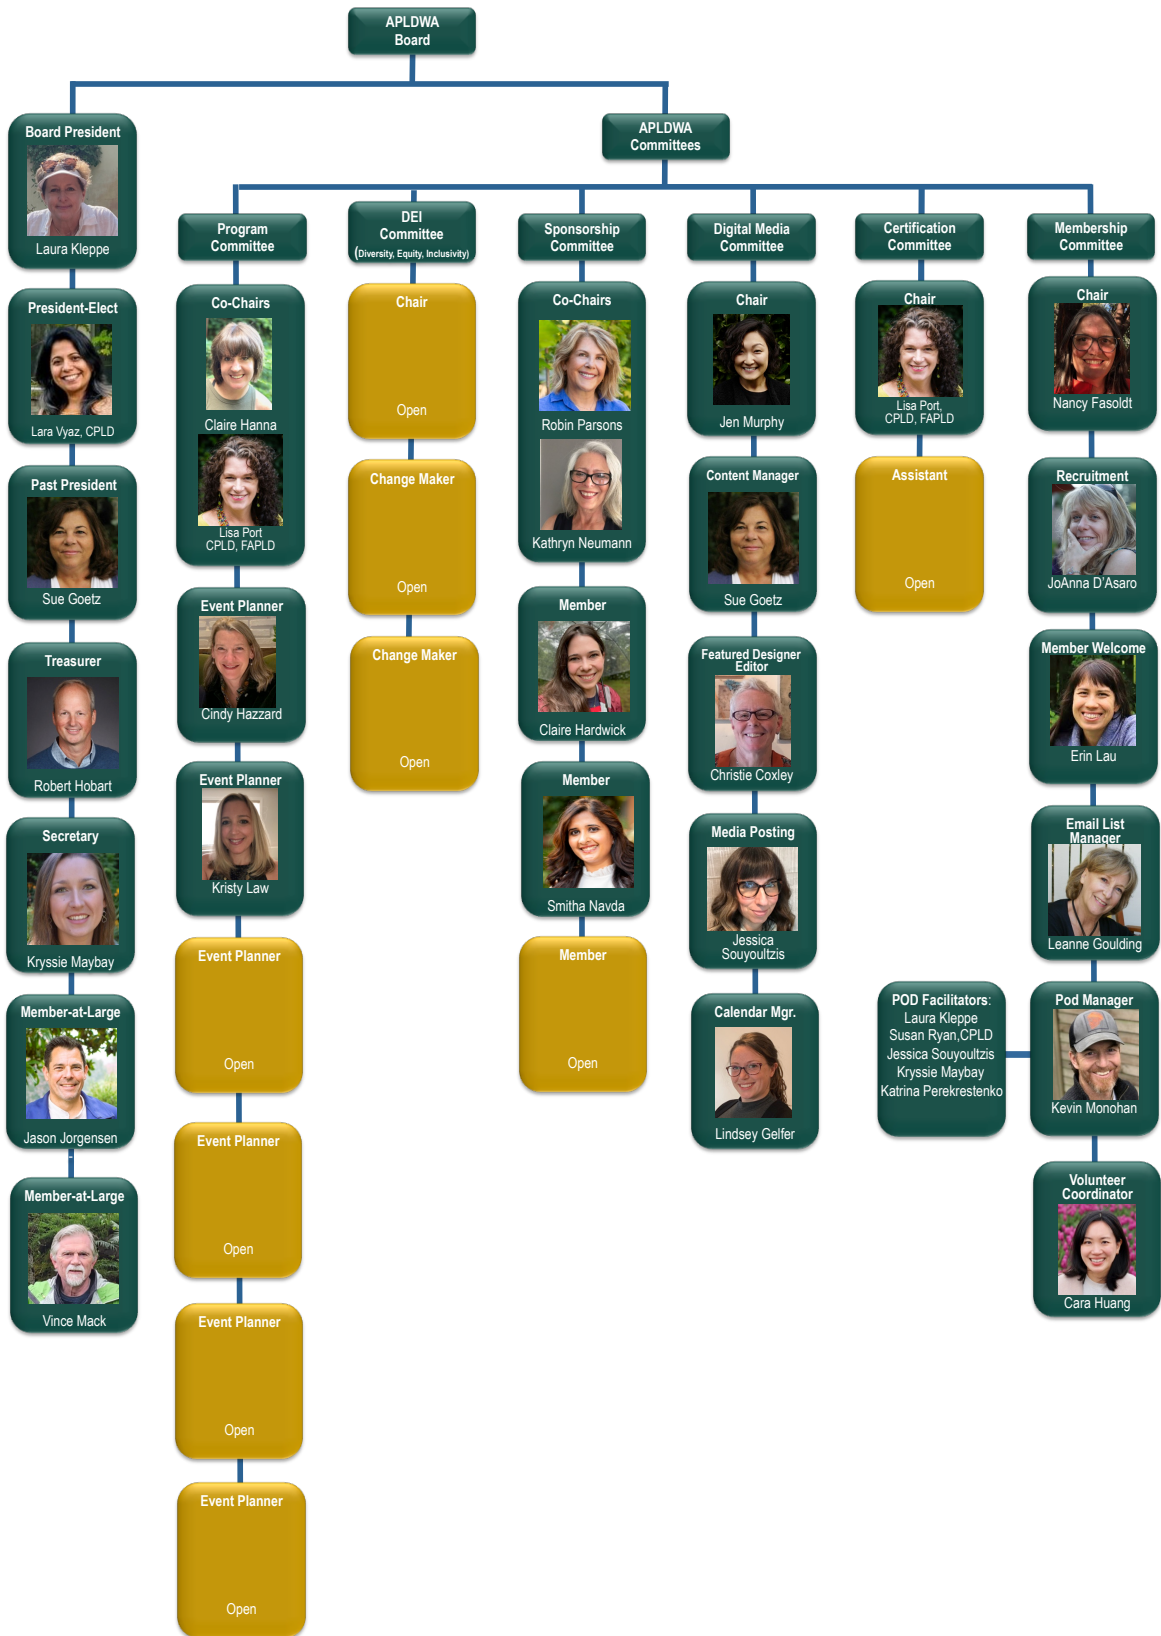 APLDWA
Board
Board President
Laura Kleppe
President-Elect
Lara Vyaz, CPLD
Past President
Sue Goetz
Treasurer
Robert Hobart
Secretary
Kryssie Maybay
Member-at-Large
Jason Jorgensen
Member-at-Large
Vince Mack
APLDWA
Committees
Program
Committee
Co-Chairs
Claire Hanna
Lisa Port
CPLD, FAPLD
Event Planner
Cindy Hazzard
Event Planner
Kristy Law
Event Planner
Open
Event Planner
Open
Event Planner
Open
Event Planner
Open
DEI
Committee
(Diversity, Equity, Inclusivity)
Chair
Open
Change Maker
Open
Change Maker
Open
Sponsorship
Committee
Co-Chairs
Robin Parsons
Kathryn Neumann
Member
Claire Hardwick
Member
Smitha Navda
Member
Open
Digital Media
Committee
Chair
Jen Murphy
Content Manager
Sue Goetz
Featured Designer
Editor
Christie Coxley
Media Posting
Jessica
Souyoultzis
Calendar Mgr.
Lindsey Gelfer
Certification
Committee
Chair
Lisa Port,
CPLD, FAPLD
Assistant
Open
Membership
Committee
Chair
Nancy Fasoldt
Recruitment
JoAnna D'Asaro
Member Welcome
Erin Lau
Email List
Manager
Leanne Goulding
Pod Manager
Kevin Monohan
POD Facilitators:
Laura Kleppe
Susan Ryan,CPLD
Jessica Souyoultzis
Kryssie Maybay
Katrina Perekrestenko
Volunteer
Coordinator
Cara Huang